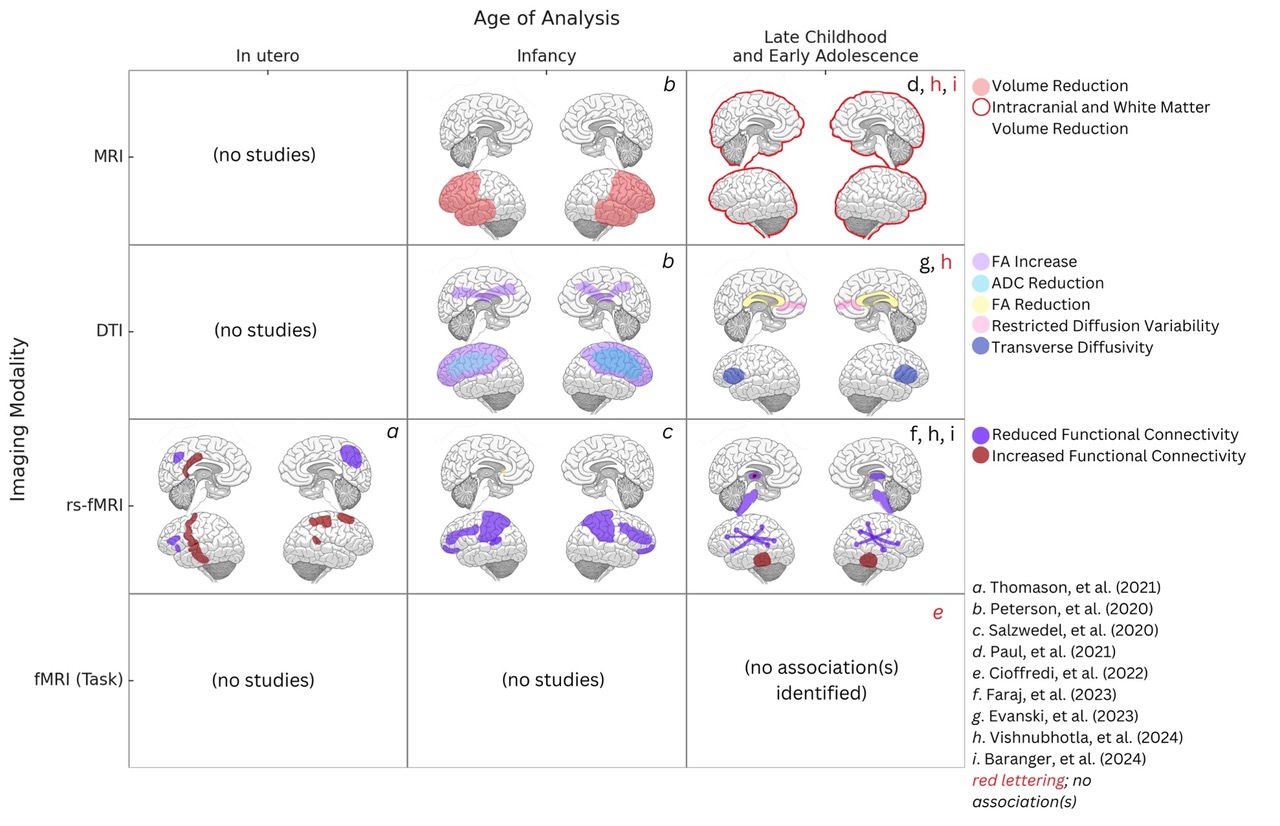 Age of Analysis
In utero
Infancy
Late Childhood
and Early Adolescence
Imaging Modality
MRI
(no studies)
b
d, h, i
Volume Reduction
Intracranial and White Matter
Volume Reduction
DTI
(no studies)
b
g, h
FA Increase
ADC Reduction
FA Reduction
Restricted Diffusion Variability
Transverse Diffusivity
rs-fMRI
a
c
f, h, i
Reduced Functional Connectivity
Increased Functional Connectivity
fMRI (Task)
(no studies)
(no studies)
e
(no association(s)
identified)
a. Thomason, et al. (2021)
b. Peterson, et al. (2020)
c. Salzwedel, et al. (2020)
d. Paul, et al. (2021)
e. Cioffredi, et al. (2022)
f. Faraj, et al. (2023)
g. Evanski, et al. (2023)
h. Vishnubhotla, et al. (2024)
i. Baranger, et al. (2024)
red lettering; no
association(s)